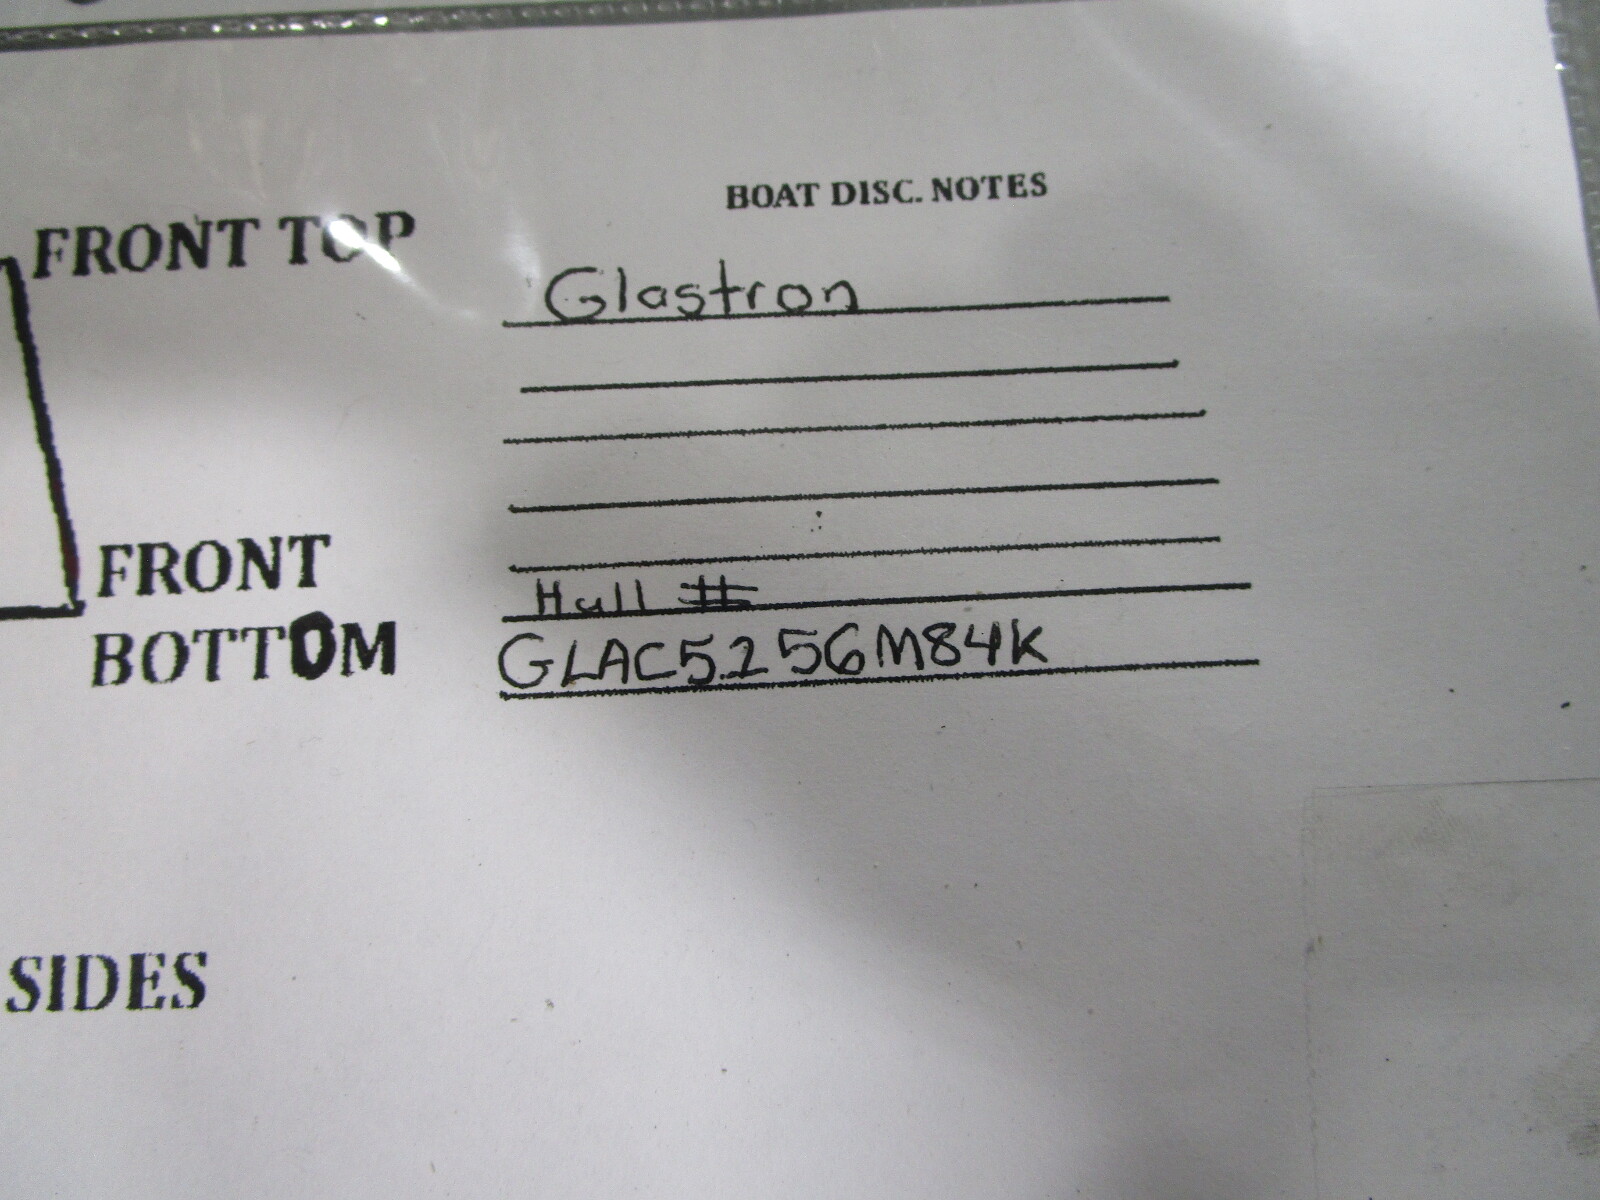 BOAT DISC. NOTES
FRONT TOP
Glastron
FRONT
BOTTOM
Hull #
GLAC5256M84K
SIDES